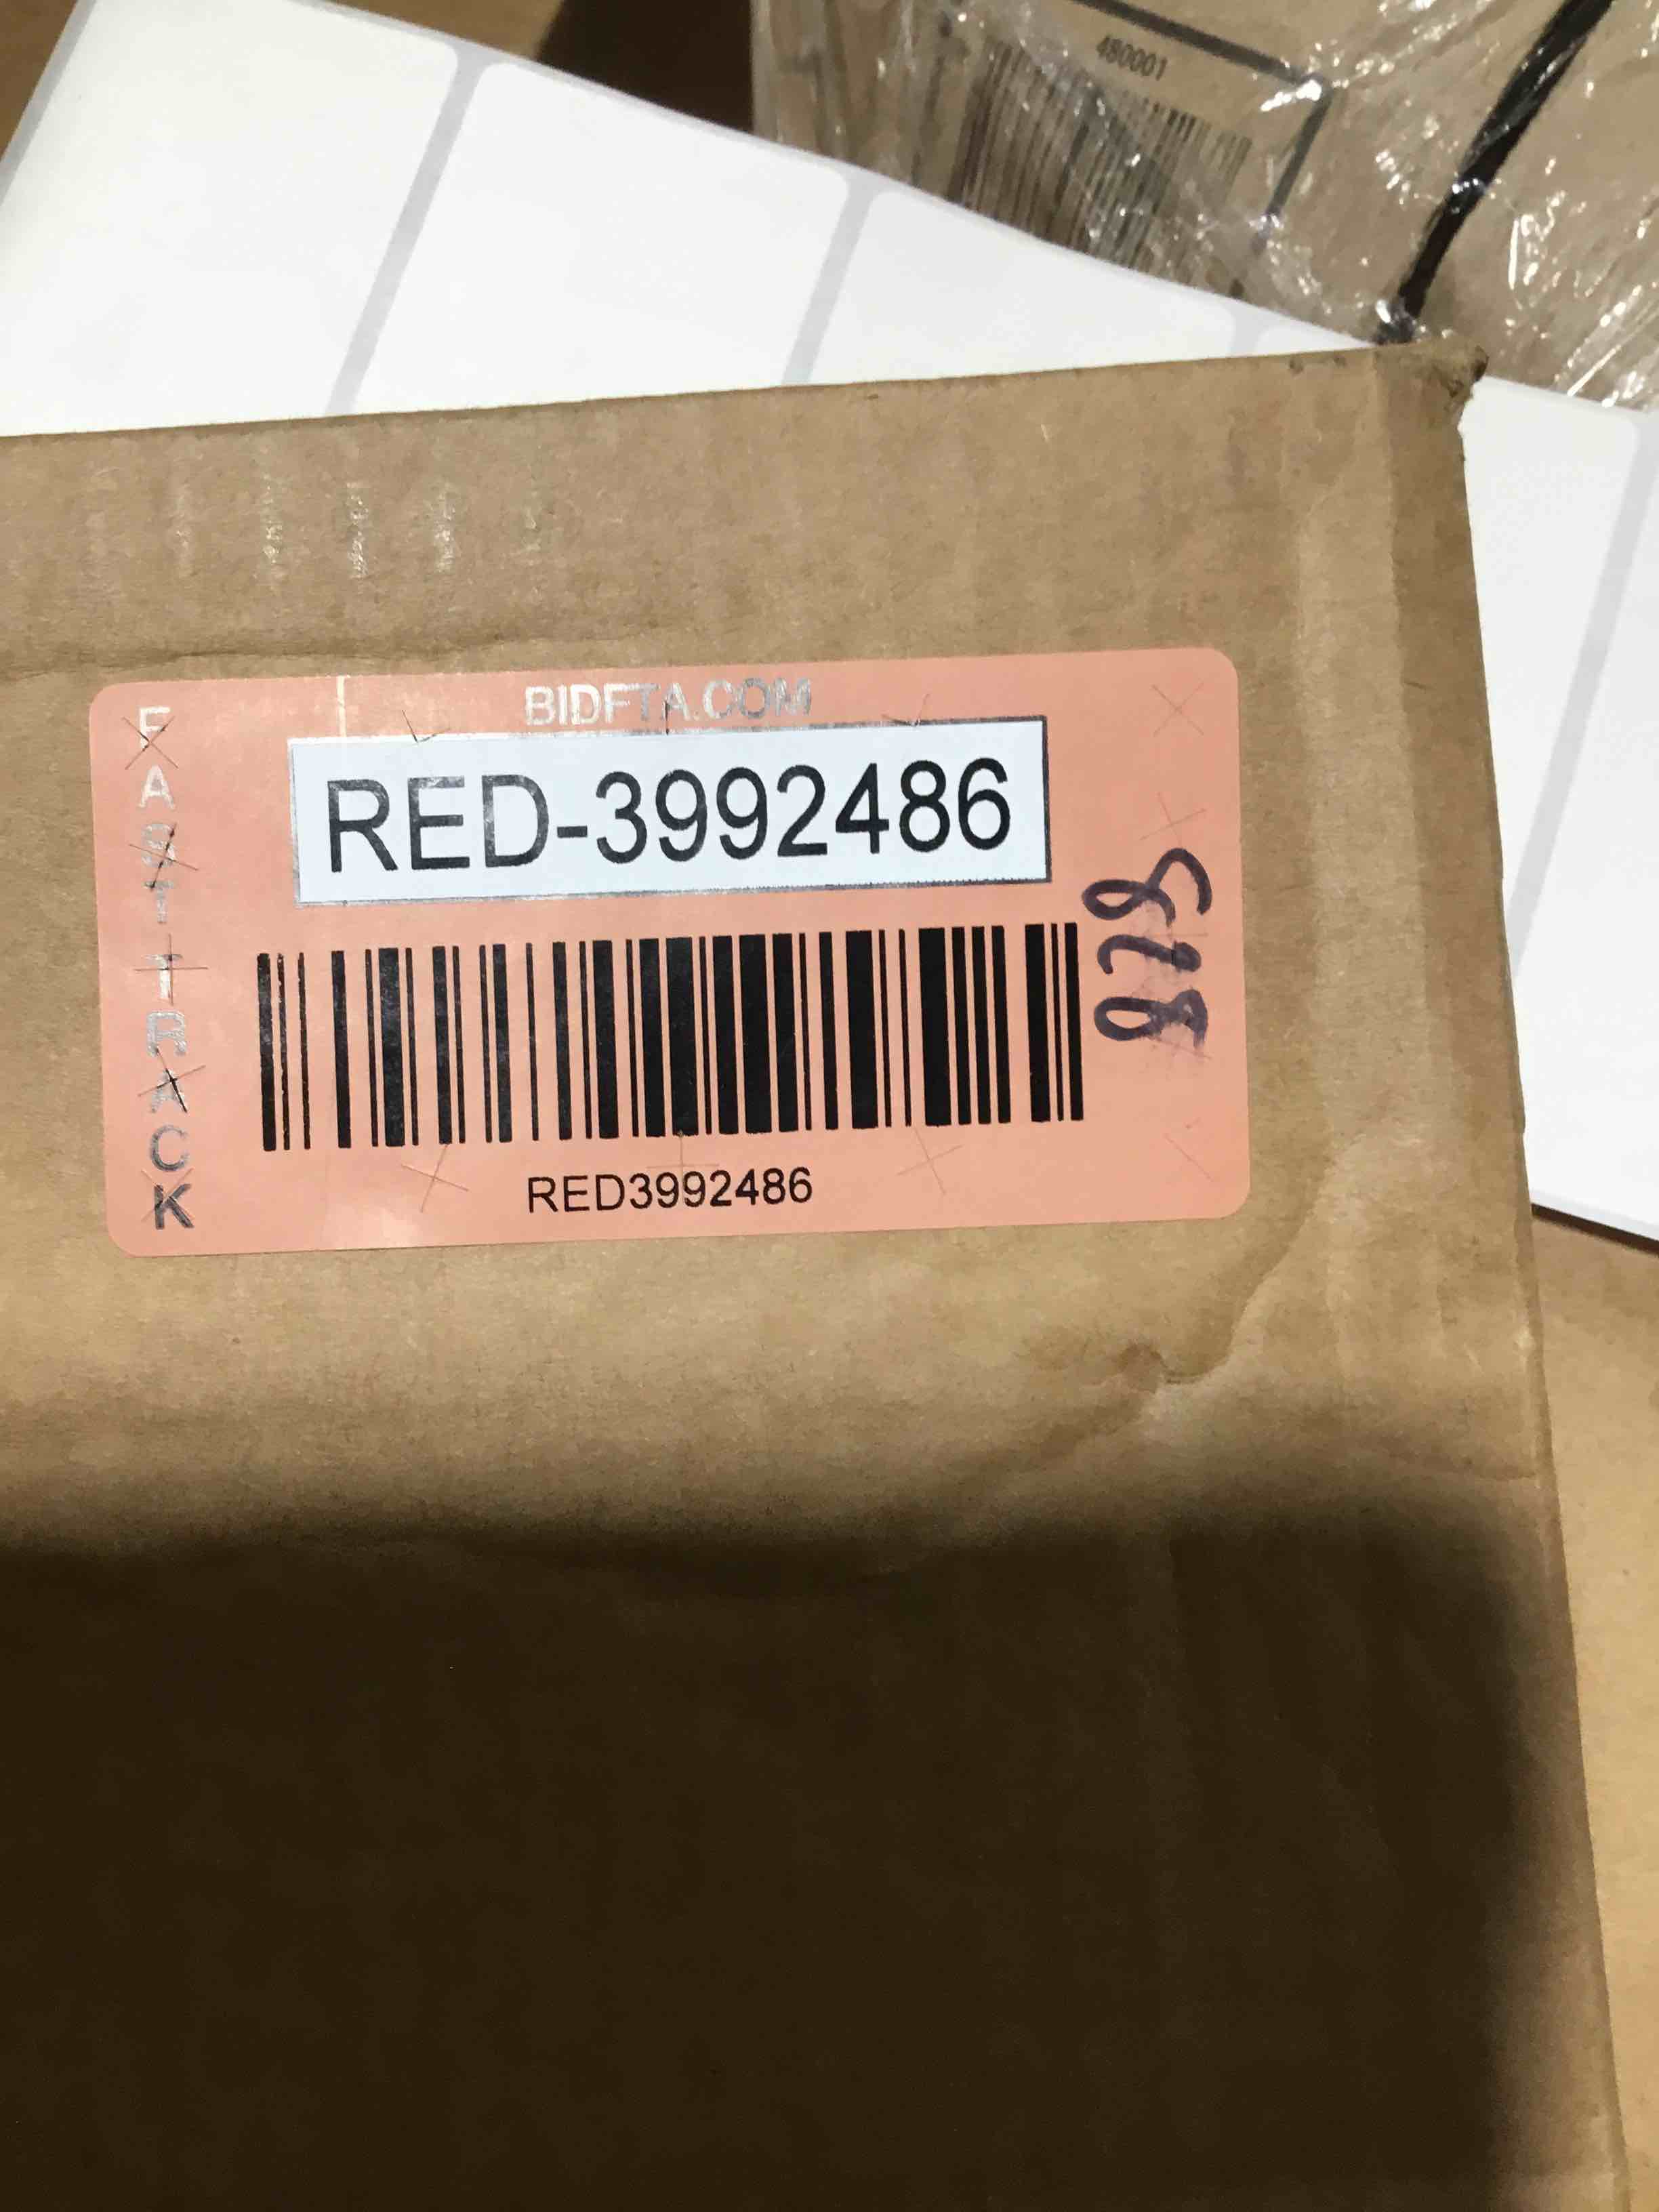 480001
BIDFTA.COM
RED-3992486
FAST TRACK
RED3992486
828